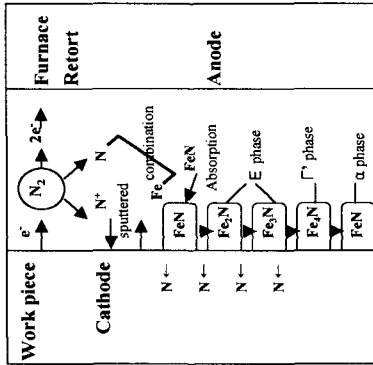 Work piece
Furnace
Retort
e⁻
N₂
2e⁻
N⁺
N
Cathode
sputtered
Fe
combination
FeN
Absorption
Anode
N ←
FeN
N ←
Fe₂N
E phase
N ←
Fe₃N
N ←
Fe₄N
Γ' phase
FeN
α phase